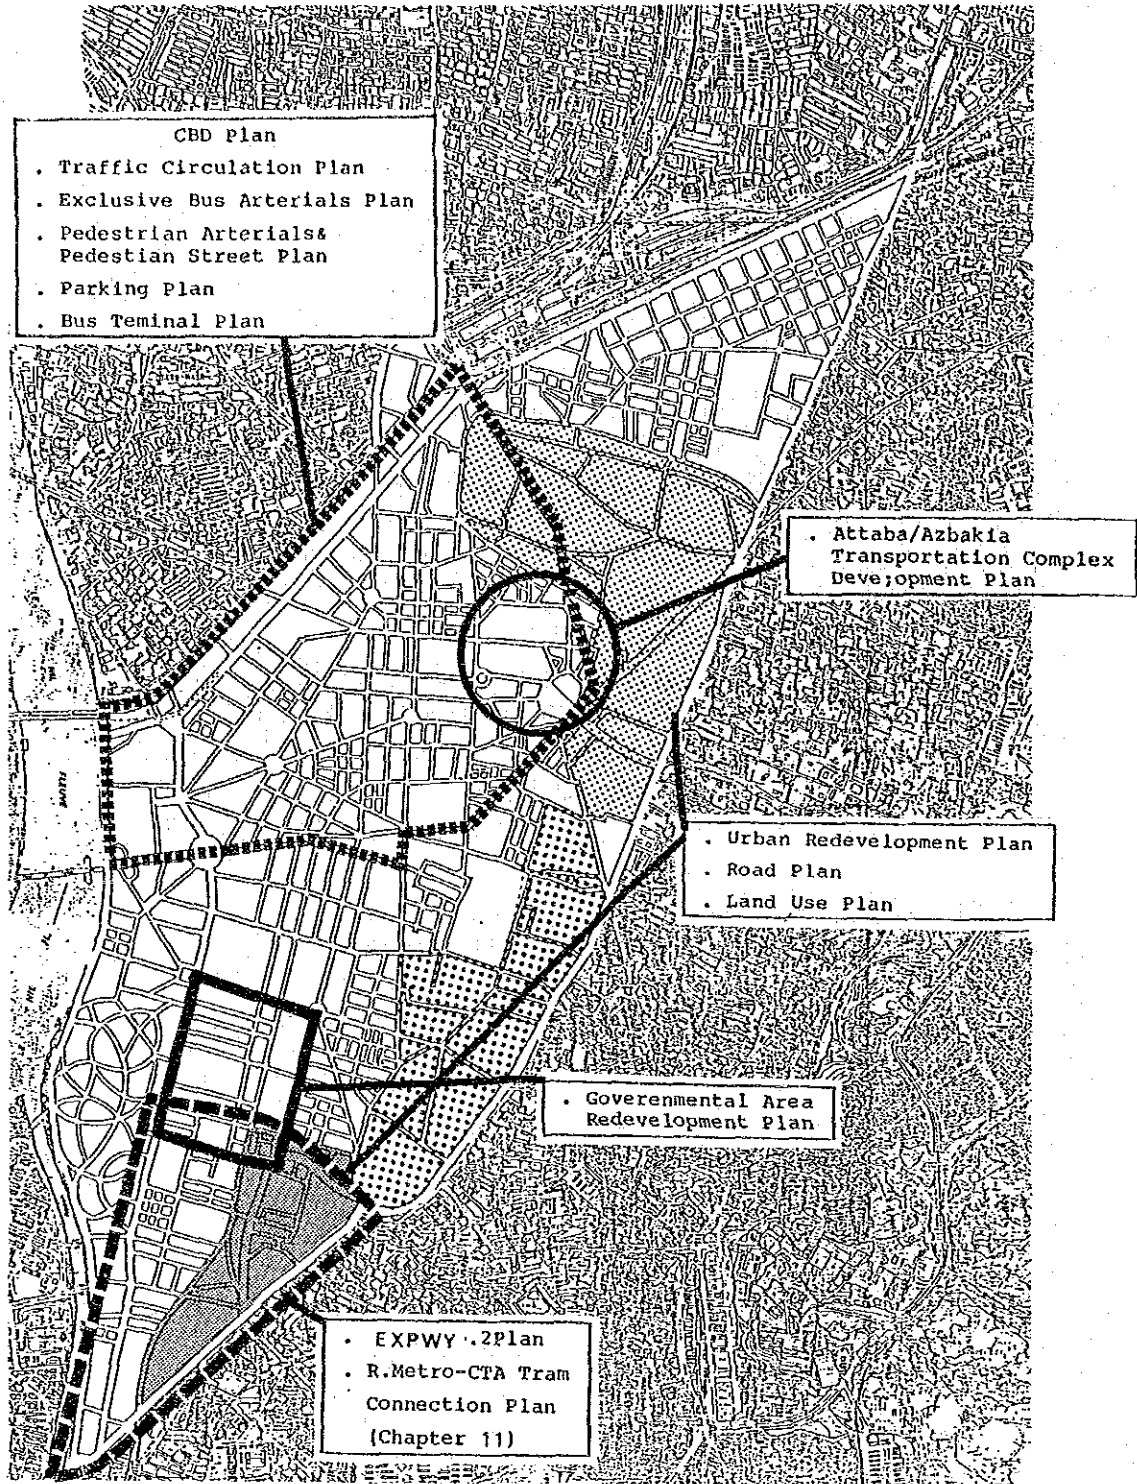 CBD Plan
. Traffic Circulation Plan
. Exclusive Bus Arterials Plan
. Pedestrian Arterials&
Pedestian Street Plan
. Parking Plan
. Bus Teminal Plan
. Attaba/Azbakia
Transportation Complex
Deve;opment Plan
FLEUVE
. Urban Redevelopment Plan
. Road Plan
. Land Use Plan
. Goverenmental Area
Redevelopment Plan
. EXPWY .2Plan
. R.Metro-CTA Tram
Connection Plan
(Chapter 11)